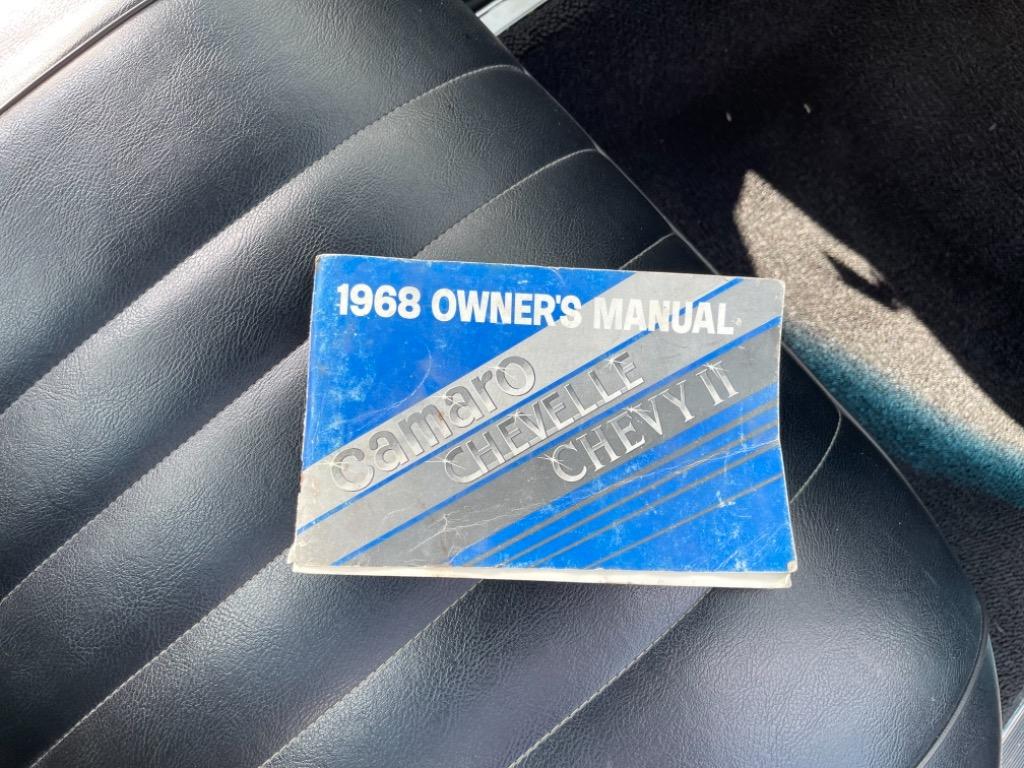 1968 OWNER'S MANUAL
camaro
CHEVELLE
CHEVY II